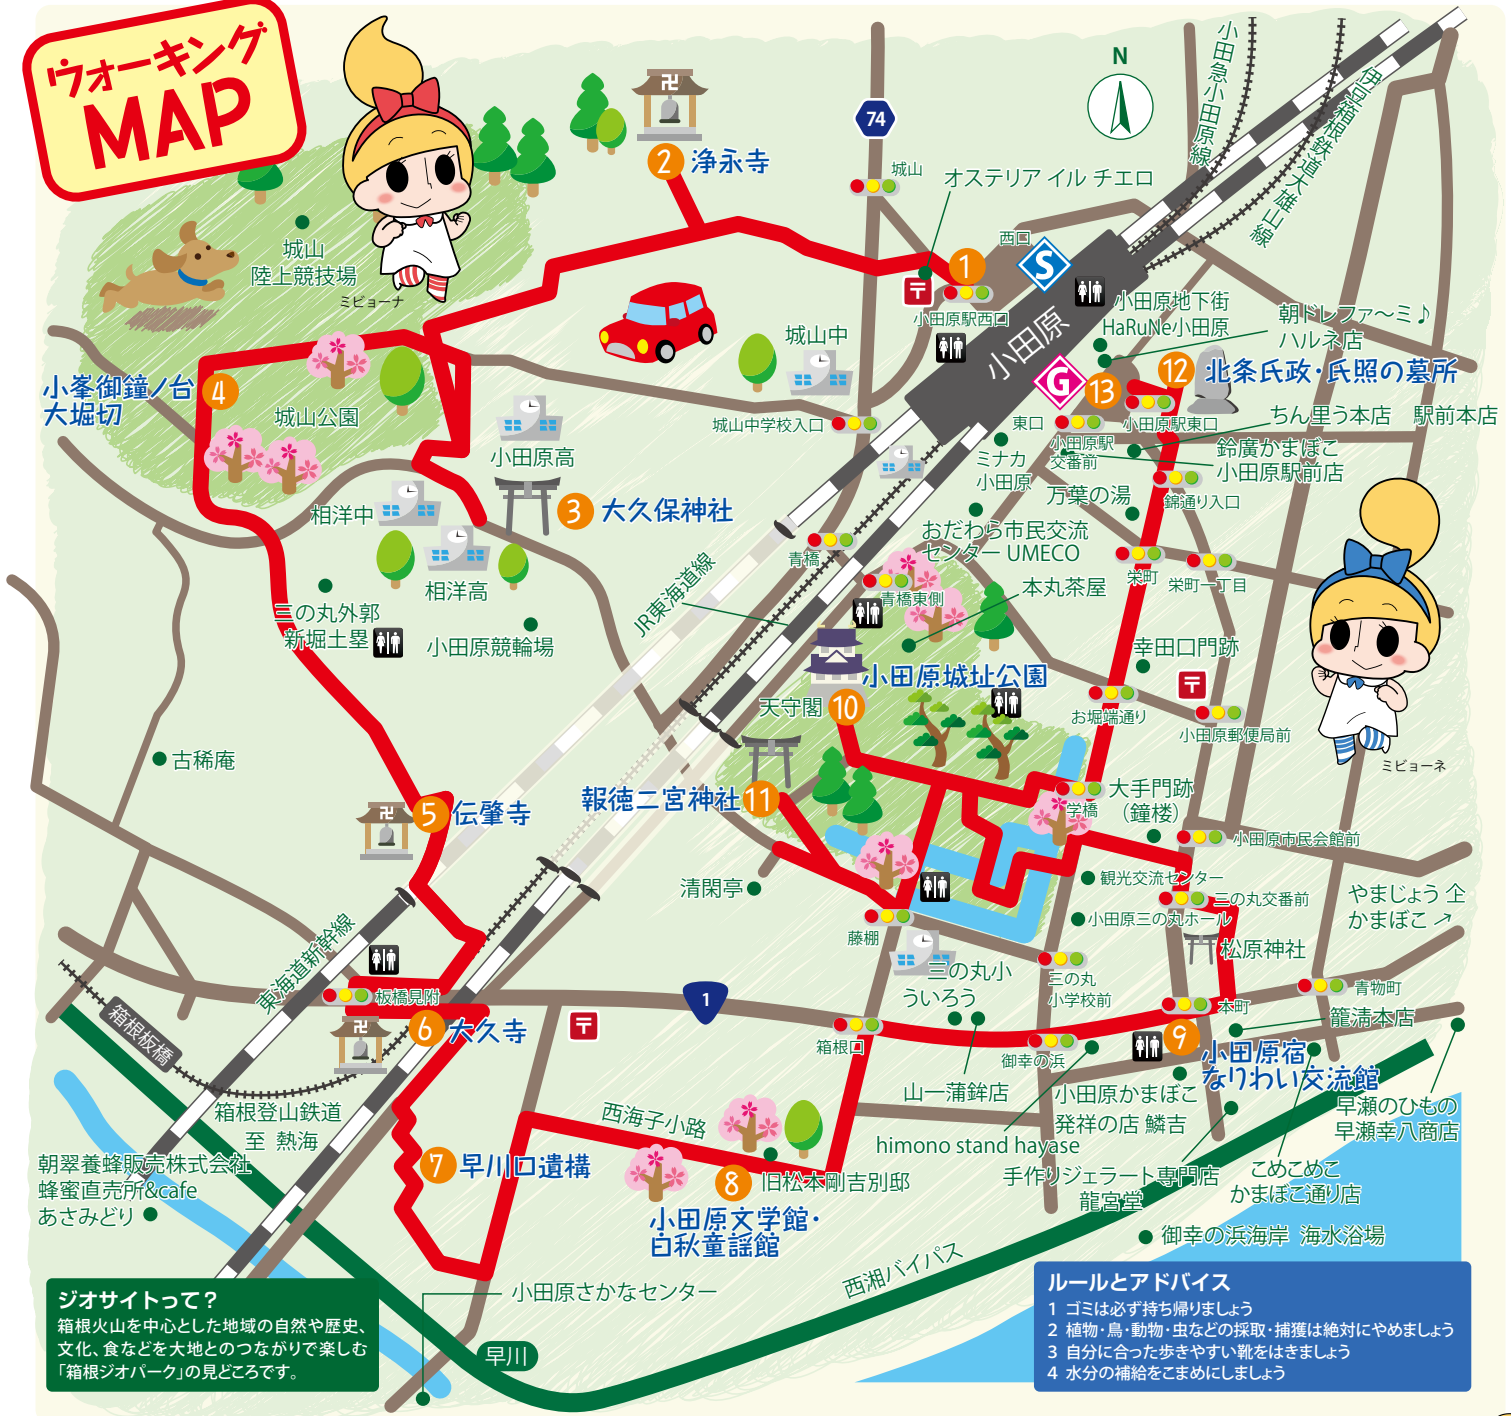 ウォーキング
MAP
N
小田急小田原線
伊豆箱根鉄道大雄山線
74
卍
2 浄永寺
城山
オステリア イル チエロ
城山
陸上競技場
ミビョーナ
西口
S
1
〒
小田原駅西口
小田原
小田原地下街
HaRuNe小田原
朝ドレファ～ミ♪
ハルネ店
城山中
小峯御鐘ノ台
大堀切
4
城山公園
G
13
12
北条氏政・氏照の墓所
小田原駅東口
東口
小田原駅
交番前
ちん里う本店
駅前本店
城山中学校入口
小田原高
ミナカ
小田原
鈴廣かまぼこ
小田原駅前店
万葉の湯
錦通り入口
相洋中
3 大久保神社
おだわら市民交流
センター UMECO
青橋
栄町
栄町一丁目
JR東海道線
相洋高
青橋東側
本丸茶屋
三の丸外郭
新堀土塁
小田原競輪場
幸田口門跡
〒
小田原城址公園
天守閣
10
お堀端通り
小田原郵便局前
ミビョーネ
古稀庵
報徳二宮神社
11
学橋
大手門跡
（鐘楼）
卍
5 伝肇寺
小田原市民会館前
清閑亭
観光交流センター
三の丸交番前
やまじょう 仝
かまぼこ↗
藤棚
小田原三の丸ホール
松原神社
東海道新幹線
三の丸小
三の丸
小学校前
青物町
板橋見附
1
ういろう
本町
籠淸本店
箱根板橋
卍
6 大久寺
〒
箱根口
御幸の浜
9
小田原宿
なりわい交流館
箱根登山鉄道
至 熱海
西海子小路
山一蒲鉾店
小田原かまぼこ
発祥の店 鱗吉
早瀬のひもの
早瀬幸八商店
himono stand hayase
朝翠養蜂販売株式会社
蜂蜜直売所&cafe
あさみどり
7 早川口遺構
8
旧松本剛吉別邸
手作りジェラート専門店
龍宮堂
こめこめこ
かまぼこ通り店
小田原文学館・
白秋童謡館
御幸の浜海岸 海水浴場
西湘バイパス
小田原さかなセンター
早川
ジオサイトって？
箱根火山を中心とした地域の自然や歴史、
文化、食などを大地とのつながりで楽しむ
「箱根ジオパーク」の見どころです。
ルールとアドバイス
1 ゴミは必ず持ち帰りましょう
2 植物・鳥・動物・虫などの採取・捕獲は絶対にやめましょう
3 自分に合った歩きやすい靴をはきましょう
4 水分の補給をこまめにしましょう